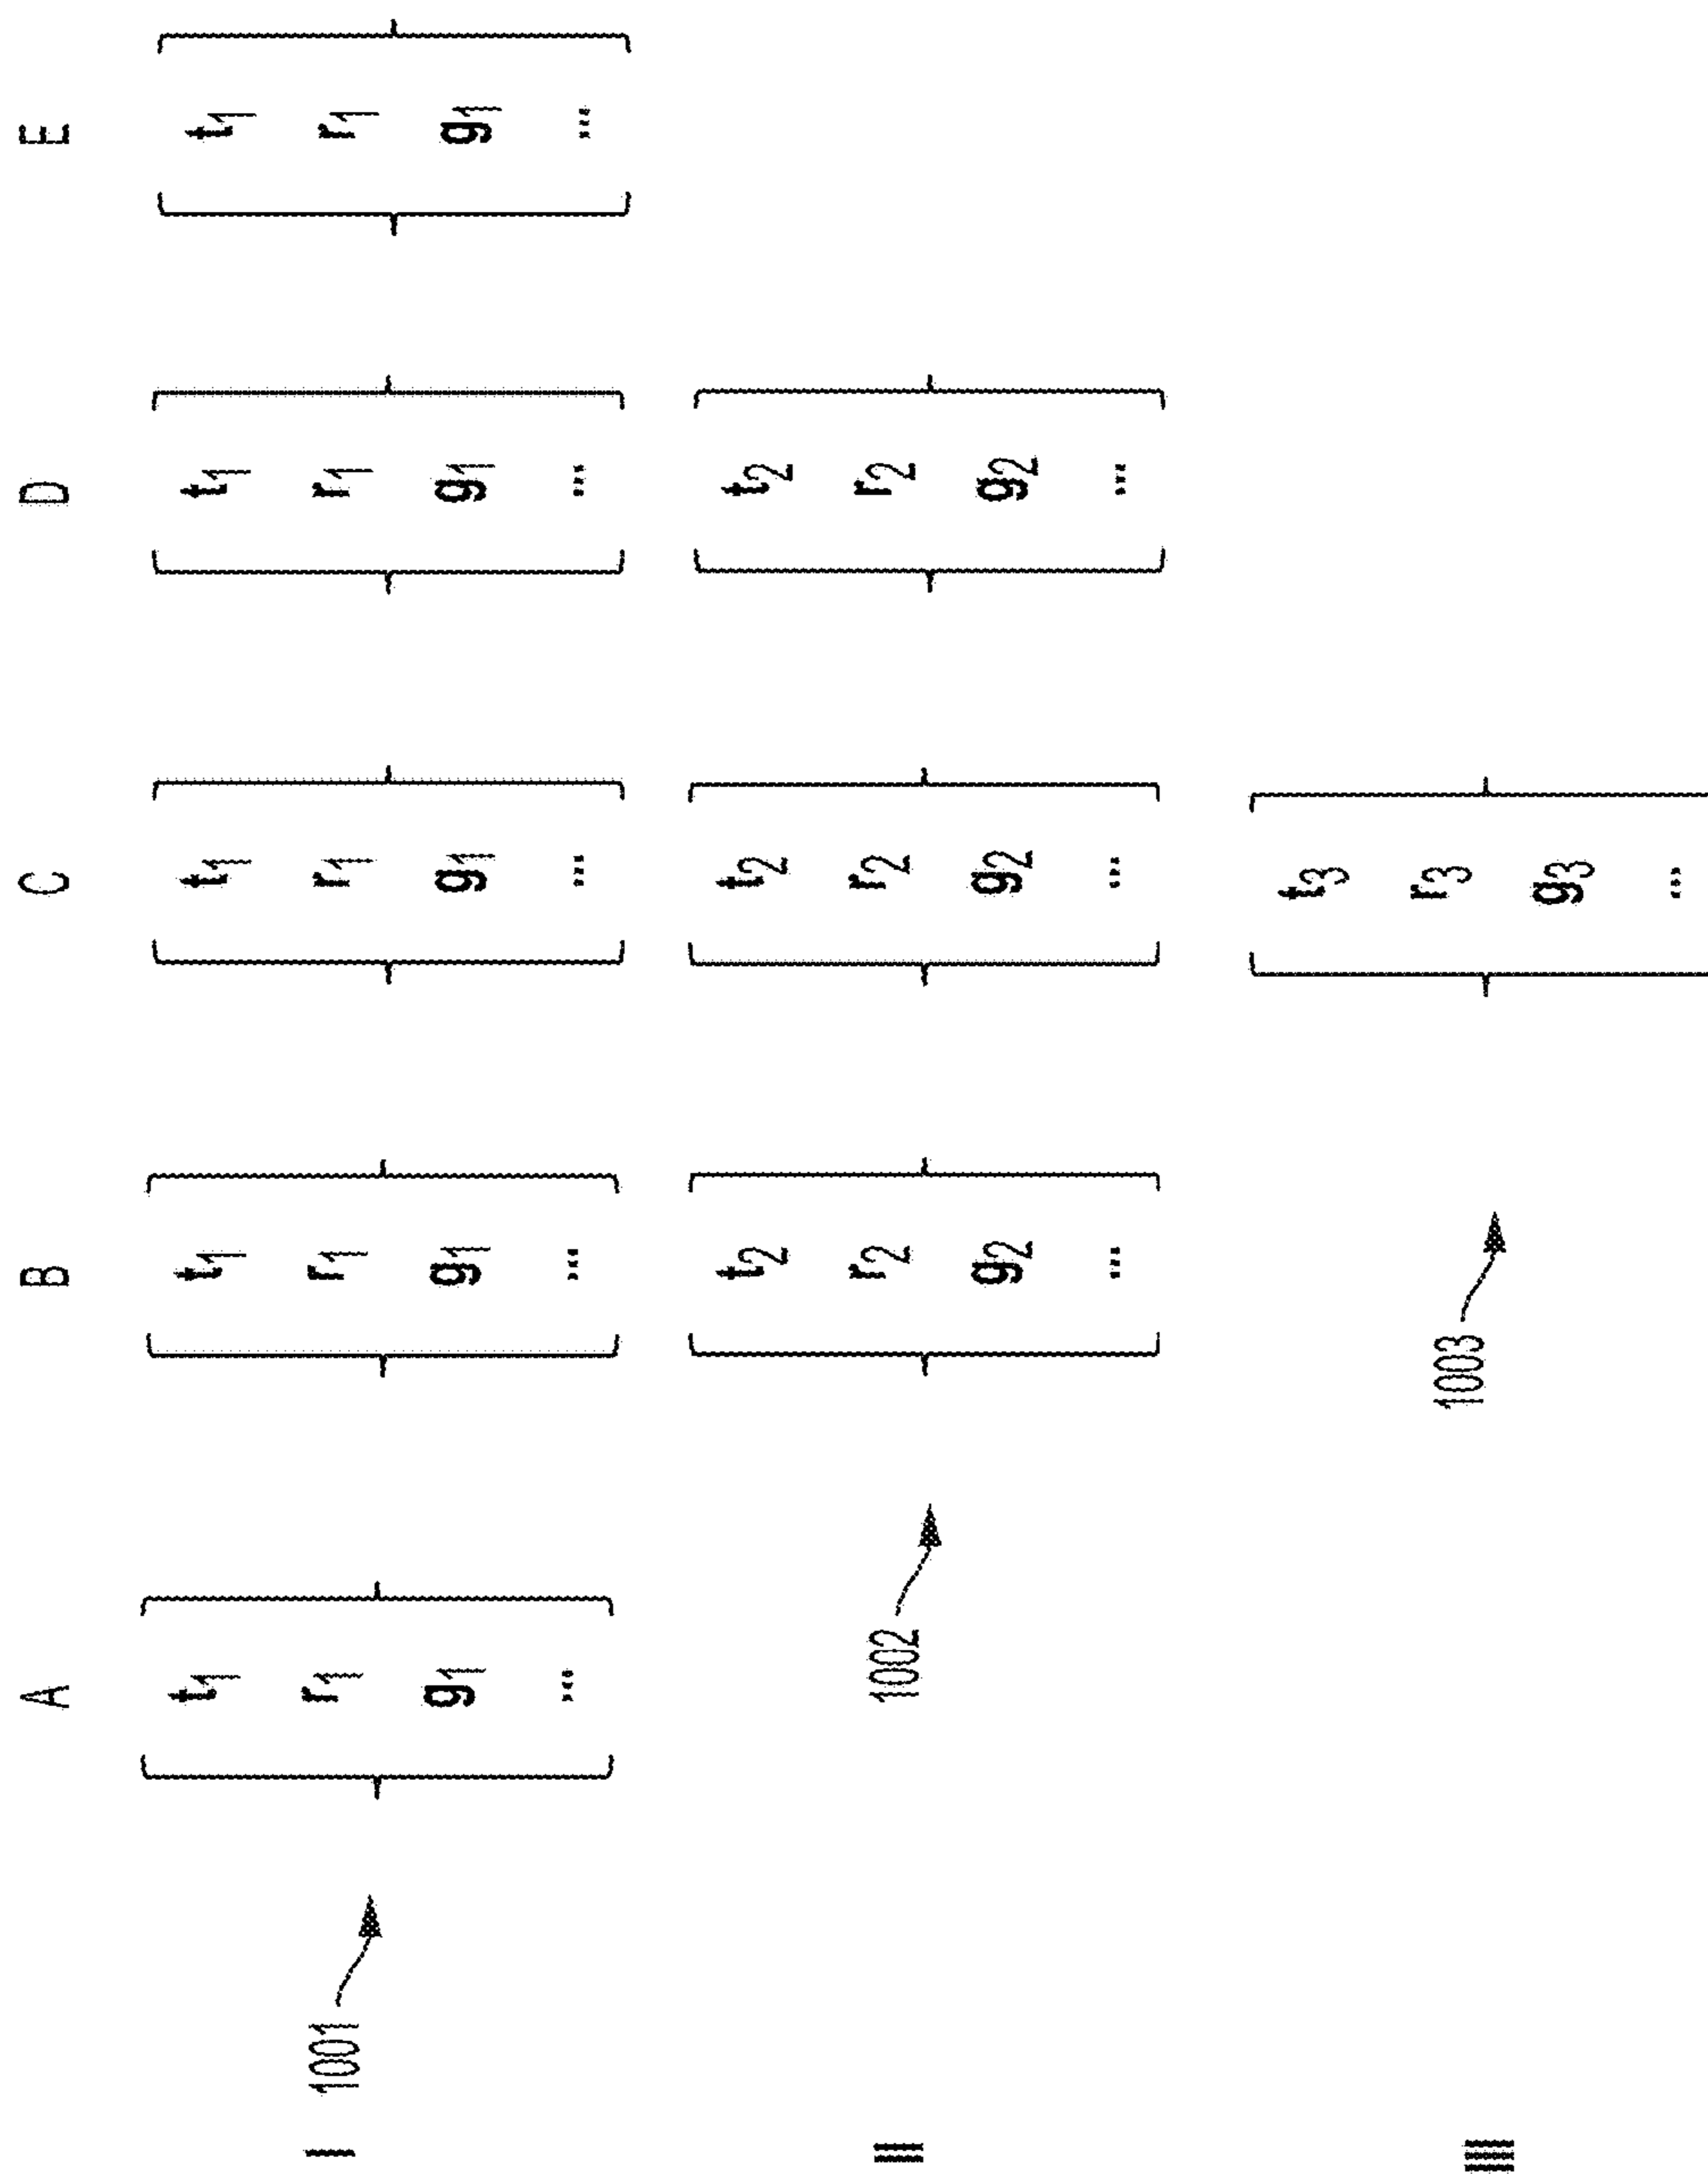 A B C D E
t₁ t₁ t₁ t₁ t₁
I 1001 r₁ r₁ r₁ r₁ r₁
g₁ g₁ g₁ g₁ g₁
... ... ... ... ...
t₂ t₂ t₂
II 1002 r₂ r₂ r₂
g₂ g₂ g₂
... ... ...
t₃
III 1003 r₃
g₃
...